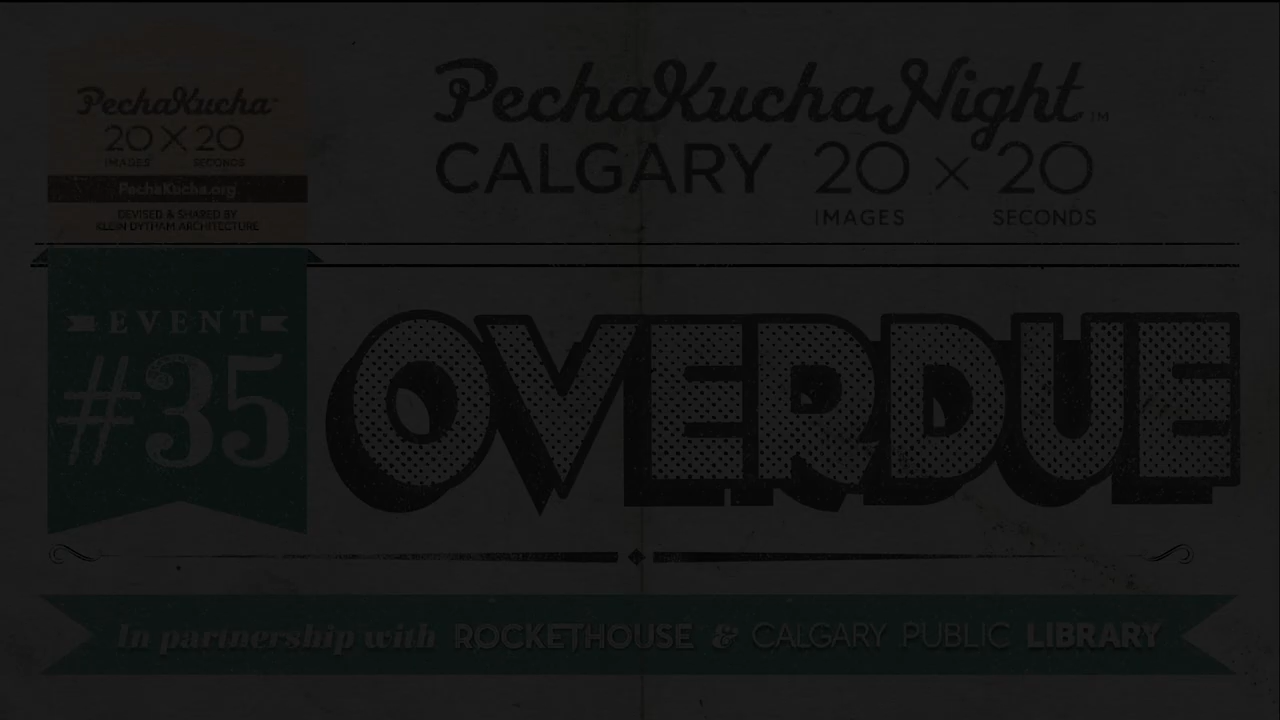 PechaKucha™
20 X 20
IMAGES SECONDS
PechaKucha.org
DEVISED & SHARED BY
KLEIN DYTHAM ARCHITECTURE
PechaKucha Night™
CALGARY 20 X 20
IMAGES SECONDS
EVENT
#35
OVERDUE
In partnership with ROCKETHOUSE & CALGARY PUBLIC LIBRARY